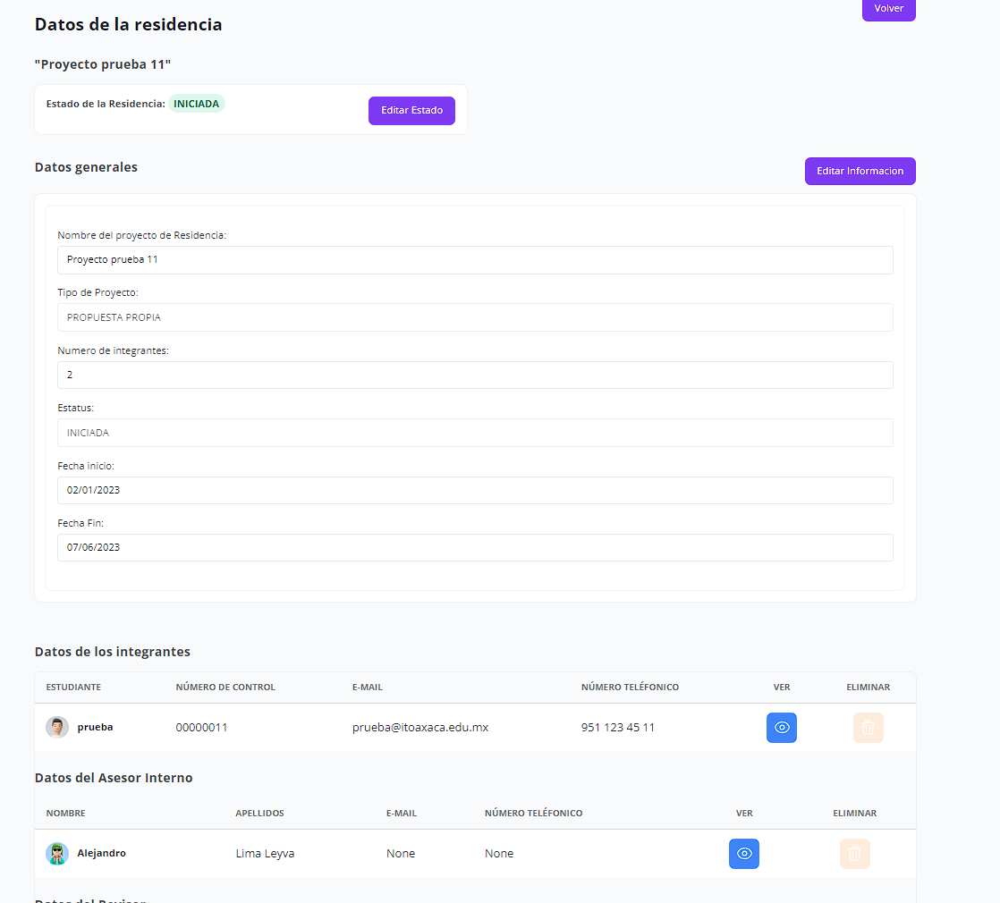 Volver
Datos de la residencia
"Proyecto prueba 11"
Estado de la Residencia: INICIADA
Editar Estado
Datos generales
Editar Informacion
Nombre del proyecto de Residencia:
Proyecto prueba 11
Tipo de Proyecto:
PROPUESTA PROPIA
Numero de integrantes:
2
Estatus:
INICIADA
Fecha inicio:
02/01/2023
Fecha Fin:
07/06/2023
Datos de los integrantes
ESTUDIANTE NÚMERO DE CONTROL E-MAIL NÚMERO TELÉFONICO VER ELIMINAR
prueba 00000011 prueba@itoaxaca.edu.mx 951 123 45 11
Datos del Asesor Interno
NOMBRE APELLIDOS E-MAIL NÚMERO TELÉFONICO VER ELIMINAR
Alejandro Lima Leyva None None
Datos del Revisor